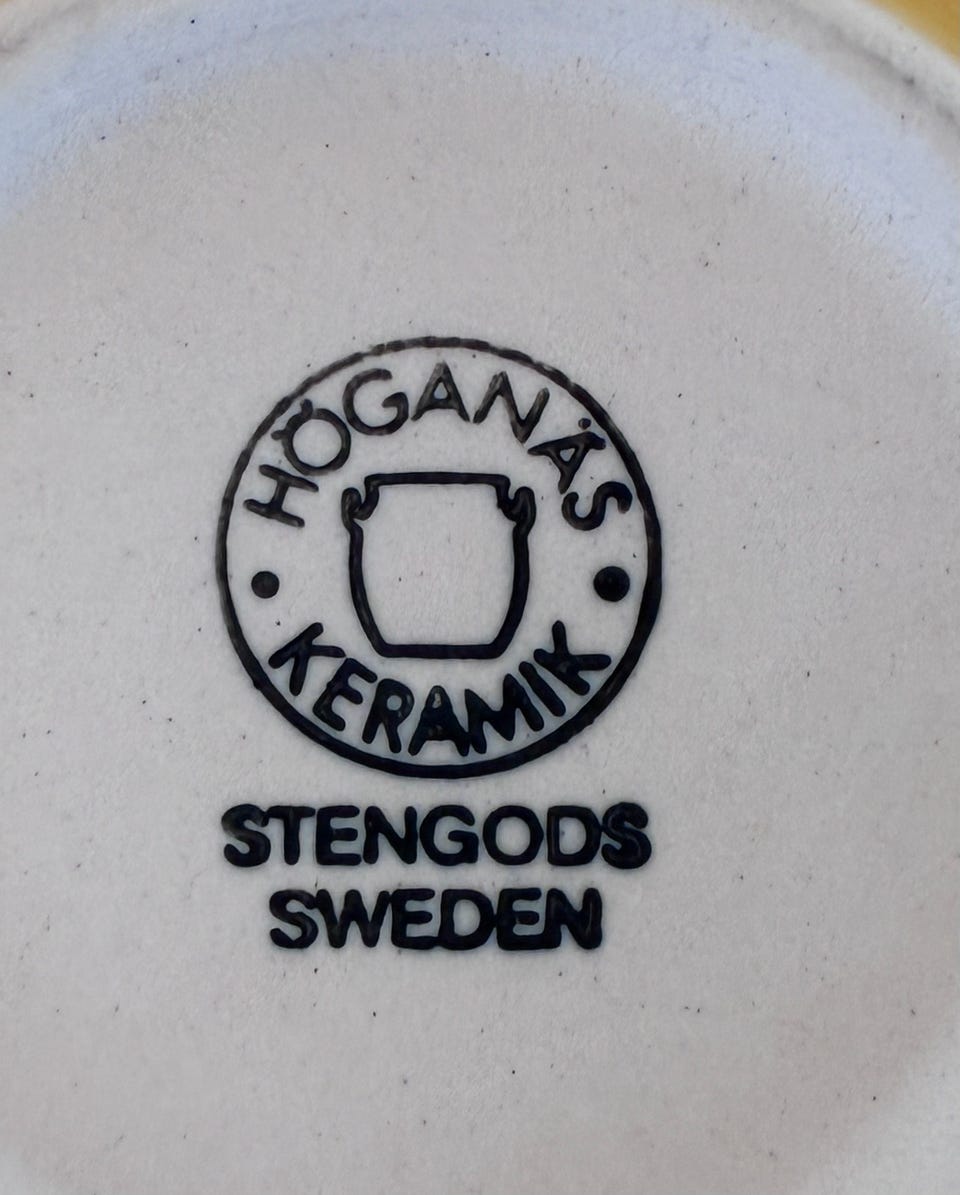 HÖGANÄS
KERAMIK
STENGODS
SWEDEN